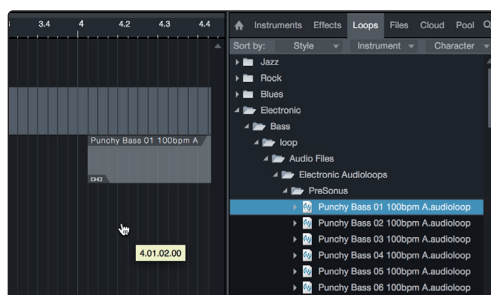 3.4 4 4.2 4.3 4.4
Instruments Effects Loops Files Cloud Pool
Sort by: Style Instrument Character
Jazz
Rock
Blues
Electronic
Bass
loop
Audio Files
Electronic Audioloops
PreSonus
Punchy Bass 01 100bpm A.audioloop
Punchy Bass 02 100bpm A.audioloop
Punchy Bass 03 100bpm A.audioloop
Punchy Bass 04 100bpm A.audioloop
Punchy Bass 05 100bpm A.audioloop
Punchy Bass 06 100bpm A.audioloop
Punchy Bass 01 100bpm A
4.01.02.00